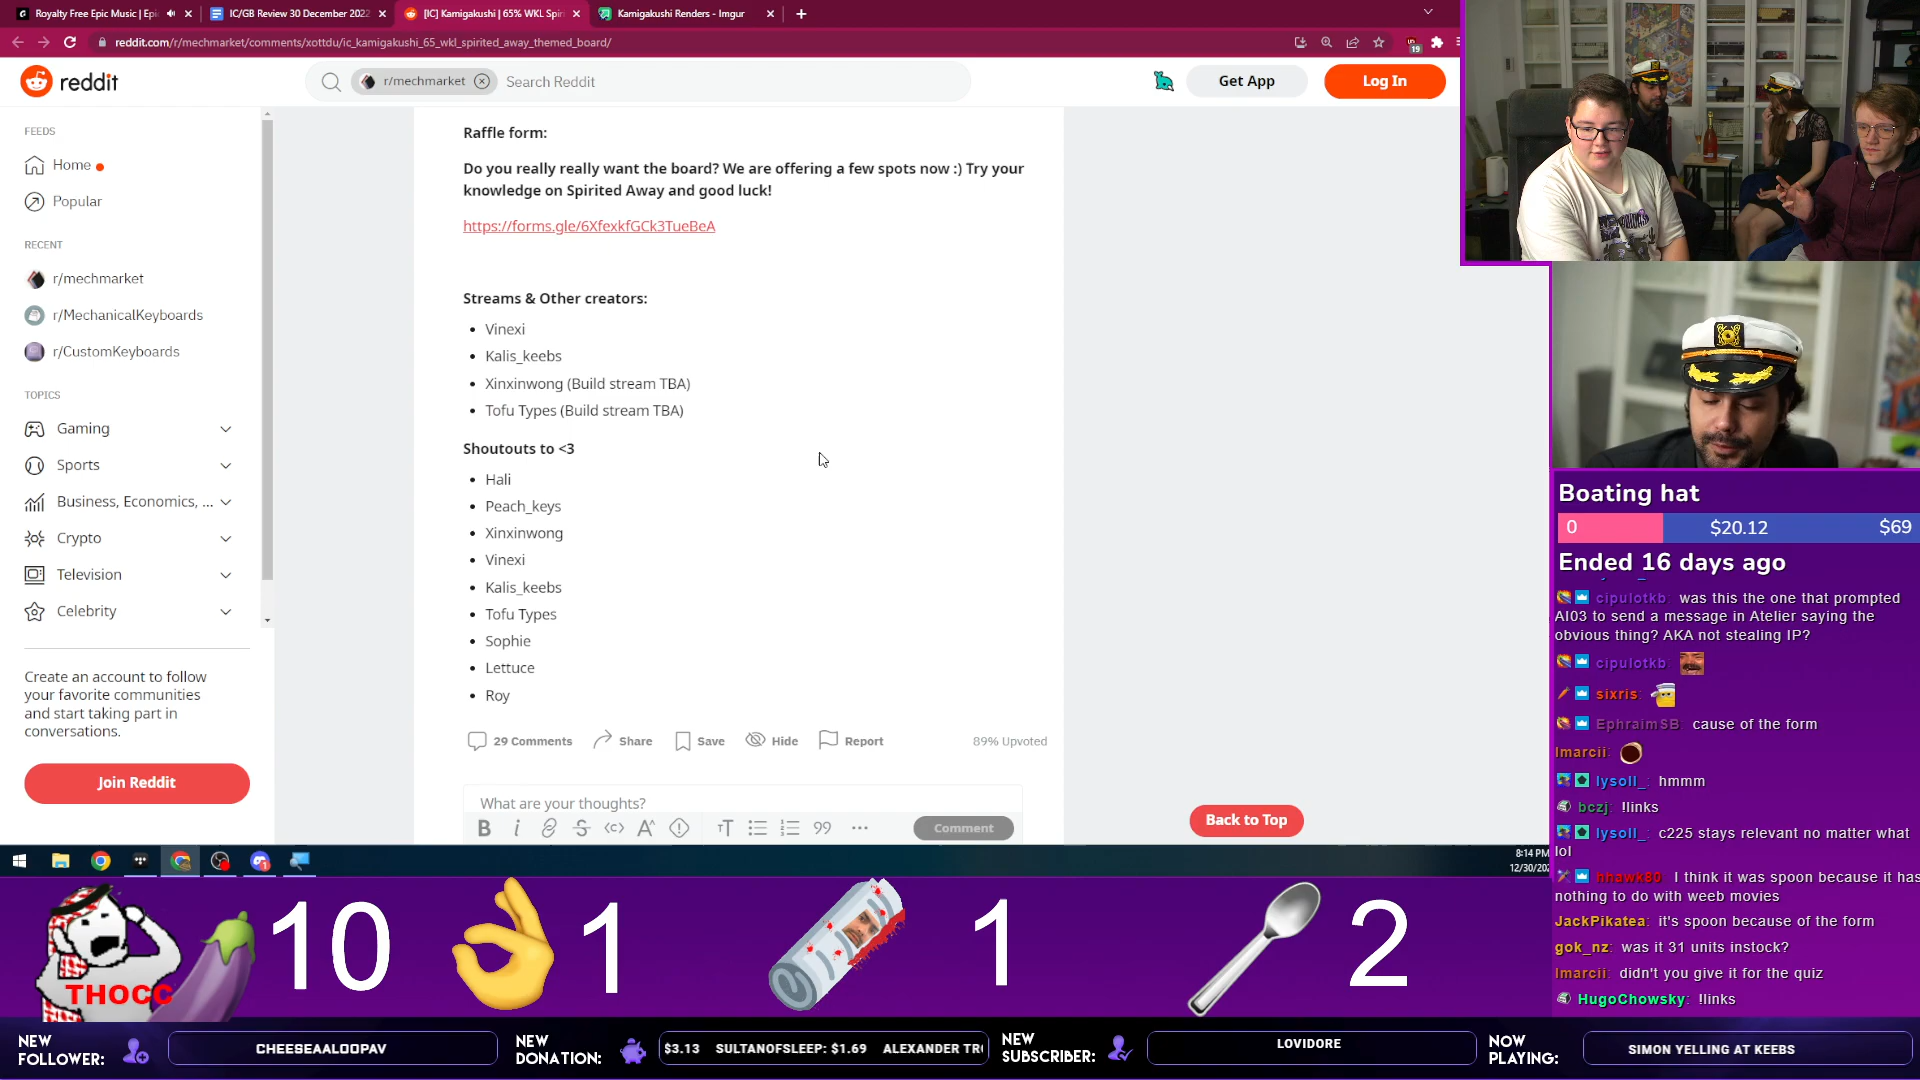 Royalty Free Epic Music | Epi
IC/GB Review 30 December 2022
[IC] Kamigakushi | 65% WKL Spiri
Kamigakushi Renders - Imgur
reddit.com/r/mechmarket/comments/xottdu/ic_kamigakushi_65_wkl_spirited_away_themed_board/
19
reddit
r/mechmarket
Search Reddit
Get App
Log In
FEEDS
Home
Popular
RECENT
r/mechmarket
r/MechanicalKeyboards
r/CustomKeyboards
TOPICS
Gaming
Sports
Business, Economics, ...
Crypto
Television
Celebrity
Create an account to follow
your favorite communities
and start taking part in
conversations.
Join Reddit
Raffle form:
Do you really really want the board? We are offering a few spots now :) Try your
knowledge on Spirited Away and good luck!
https://forms.gle/6XfexkfGCk3TueBeA
Streams & Other creators:
Vinexi
Kalis_keebs
Xinxinwong (Build stream TBA)
Tofu Types (Build stream TBA)
Shoutouts to <3
Hali
Peach_keys
Xinxinwong
Vinexi
Kalis_keebs
Tofu Types
Sophie
Lettuce
Roy
29 Comments
Share
Save
Hide
Report
89% Upvoted
What are your thoughts?
Comment
Back to Top
8:14 PM
12/30/202
Boating hat
0 $20.12 $69
Ended 16 days ago
cipulotkb: was this the one that prompted
AI03 to send a message in Atelier saying the
obvious thing? AKA not stealing IP?
cipulotkb:
sixris:
EphraimSB: cause of the form
lmarcii:
lysoll_: hmmm
bczj: !links
lysoll_: c225 stays relevant no matter what
lol
hhawk80: I think it was spoon because it has
nothing to do with weeb movies
JackPikatea: it's spoon because of the form
gok_nz: was it 31 units instock?
lmarcii: didn't you give it for the quiz
HugoChowsky: !links
THOCC
10
1
1
2
NEW
FOLLOWER:
CHEESEAALOOPAV
NEW
DONATION:
$3.13 SULTANOFSLEEP: $1.69 ALEXANDER TR
NEW
SUBSCRIBER:
LOVIDORE
NOW
PLAYING:
SIMON YELLING AT KEEBS